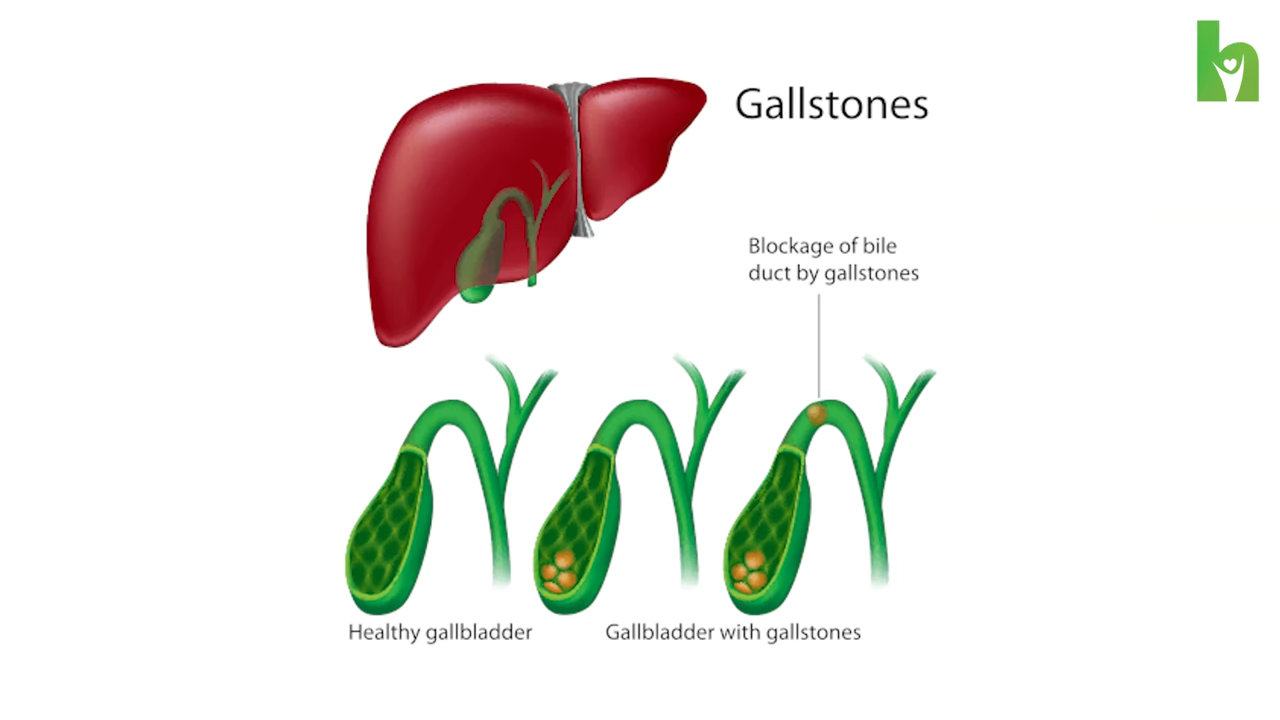 Gallstones
Blockage of bile
duct by gallstones
Healthy gallbladder
Gallbladder with gallstones